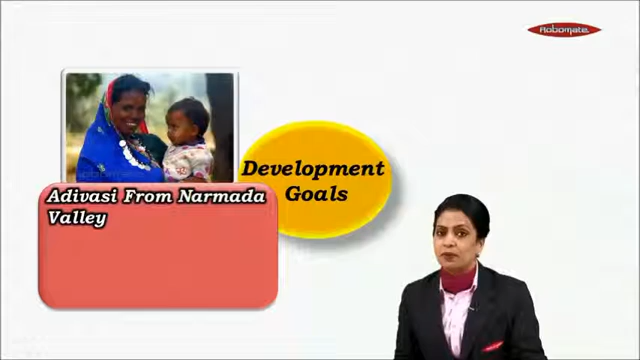 Robomate
Development
Goals
Adivasi From Narmada
Valley